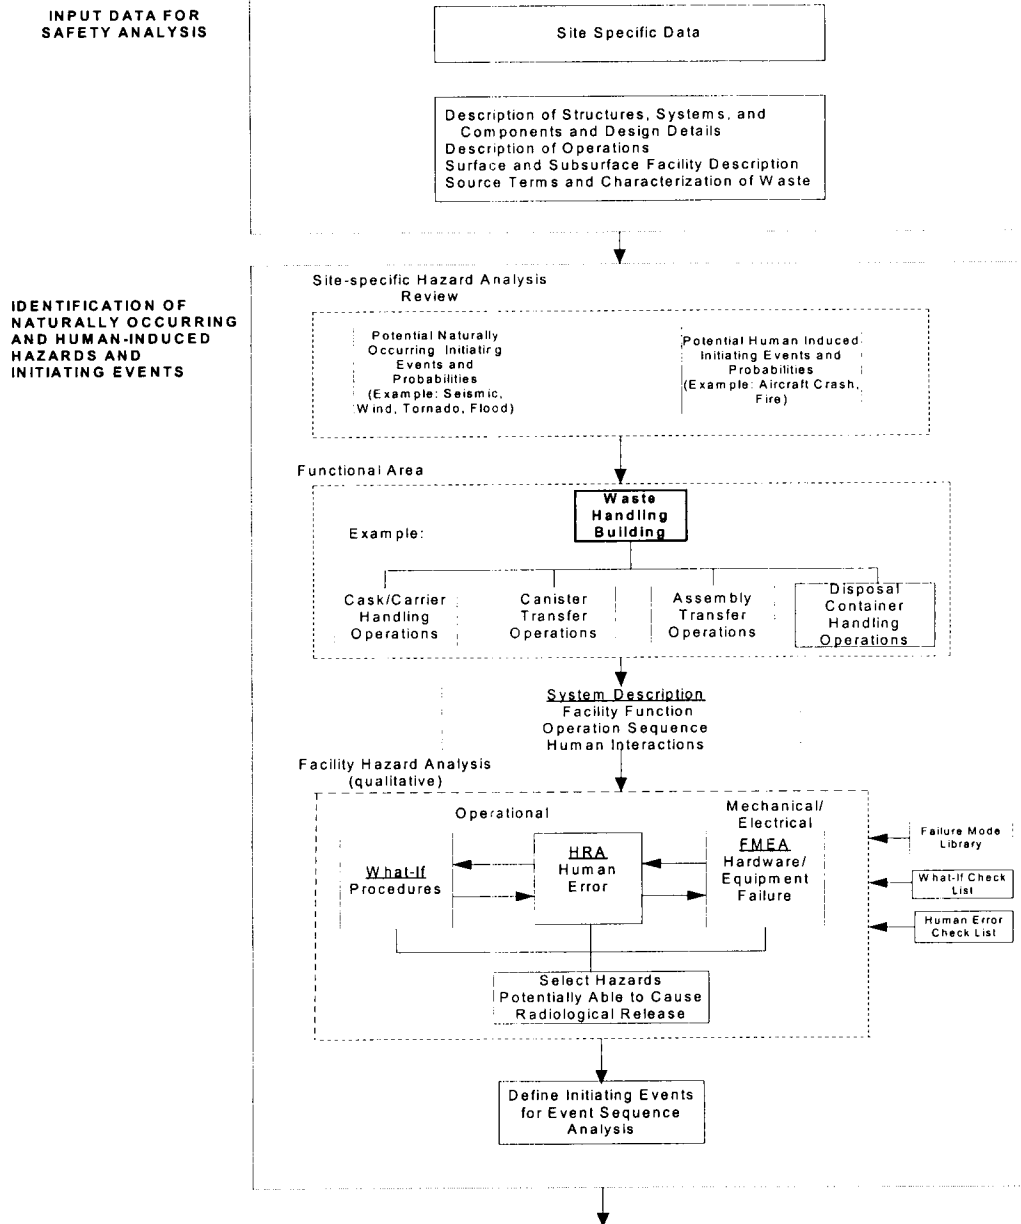 INPUT DATA FOR
SAFETY ANALYSIS
Site Specific Data
Description of Structures, Systems, and
Components and Design Details
Description of Operations
Surface and Subsurface Facility Description
Source Terms and Characterization of Waste
IDENTIFICATION OF
NATURALLY OCCURRING
AND HUMAN-INDUCED
HAZARDS AND
INITIATING EVENTS
Site-specific Hazard Analysis
Review
Potential Naturally
Occurring Initiating
Events and
Probabilities
(Example: Seismic,
Wind, Tornado, Flood)
Potential Human Induced
Initiating Events and
Probabilities
(Example: Aircraft Crash,
Fire)
Functional Area
Example:
Waste
Handling
Building
Cask/Carrier
Handling
Operations
Canister
Transfer
Operations
Assembly
Transfer
Operations
Disposal
Container
Handling
Operations
System Description
Facility Function
Operation Sequence
Human Interactions
Facility Hazard Analysis
(qualitative)
Operational
Mechanical/
Electrical
What-If
Procedures
HRA
Human
Error
FMEA
Hardware/
Equipment
Failure
Failure Mode
Library
What-If Check
List
Human Error
Check List
Select Hazards
Potentially Able to Cause
Radiological Release
Define Initiating Events
for Event Sequence
Analysis